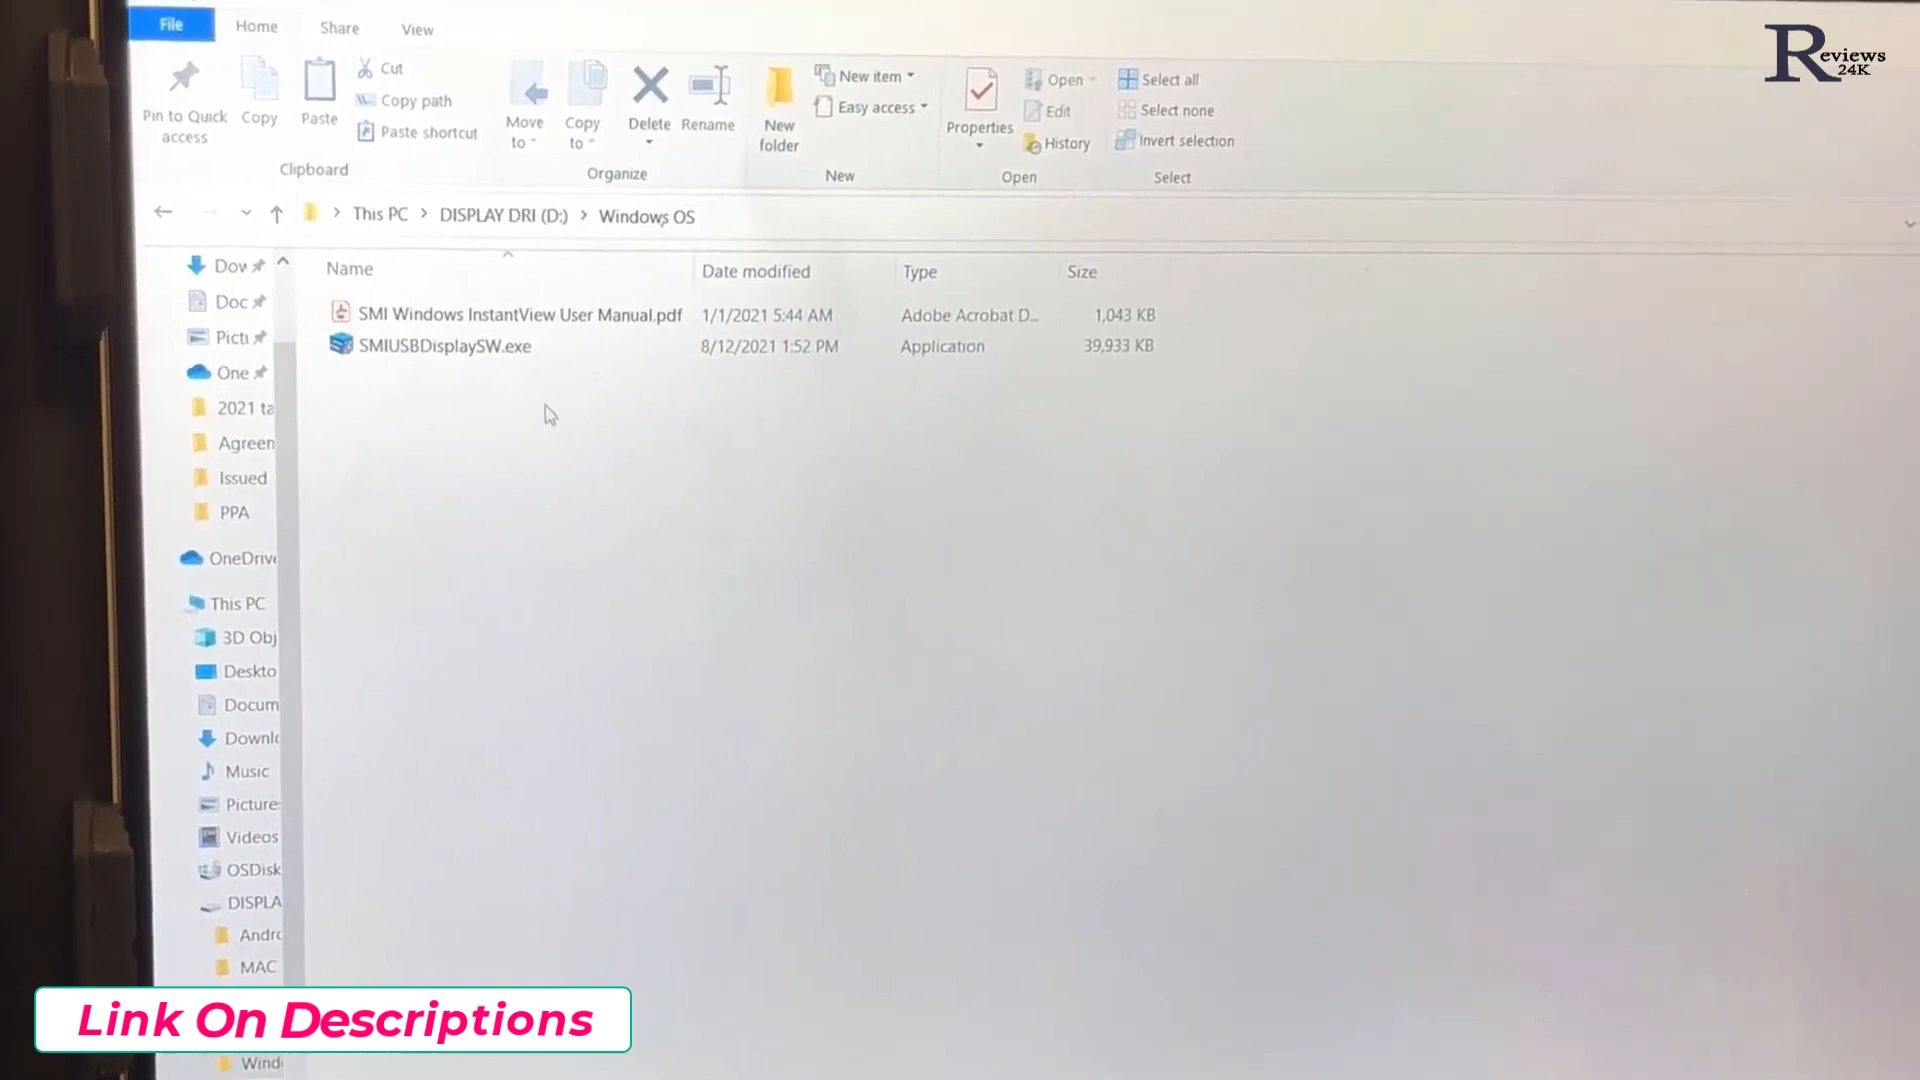 File Home Share View
Reviews 24K
Pin to Quick access
Copy
Paste
Cut
Copy path
Paste shortcut
Clipboard
Move to
Copy to
Delete
Rename
Organize
New folder
New item
Easy access
New
Properties
Open
Edit
History
Open
Select all
Select none
Invert selection
Select
This PC > DISPLAY DRI (D:) > Windows OS
Name Date modified Type Size
SMI Windows InstantView User Manual.pdf 1/1/2021 5:44 AM Adobe Acrobat D... 1,043 KB
SMIUSBDisplaySW.exe 8/12/2021 1:52 PM Application 39,933 KB
Dov
Doc
Pictu
One
2021 ta
Agreen
Issued
PPA
OneDrive
This PC
3D Obj
Deskto
Docum
Downlo
Music
Picture
Videos
OSDisk
DISPLA
Andro
MAC
Link On Descriptions
Wind